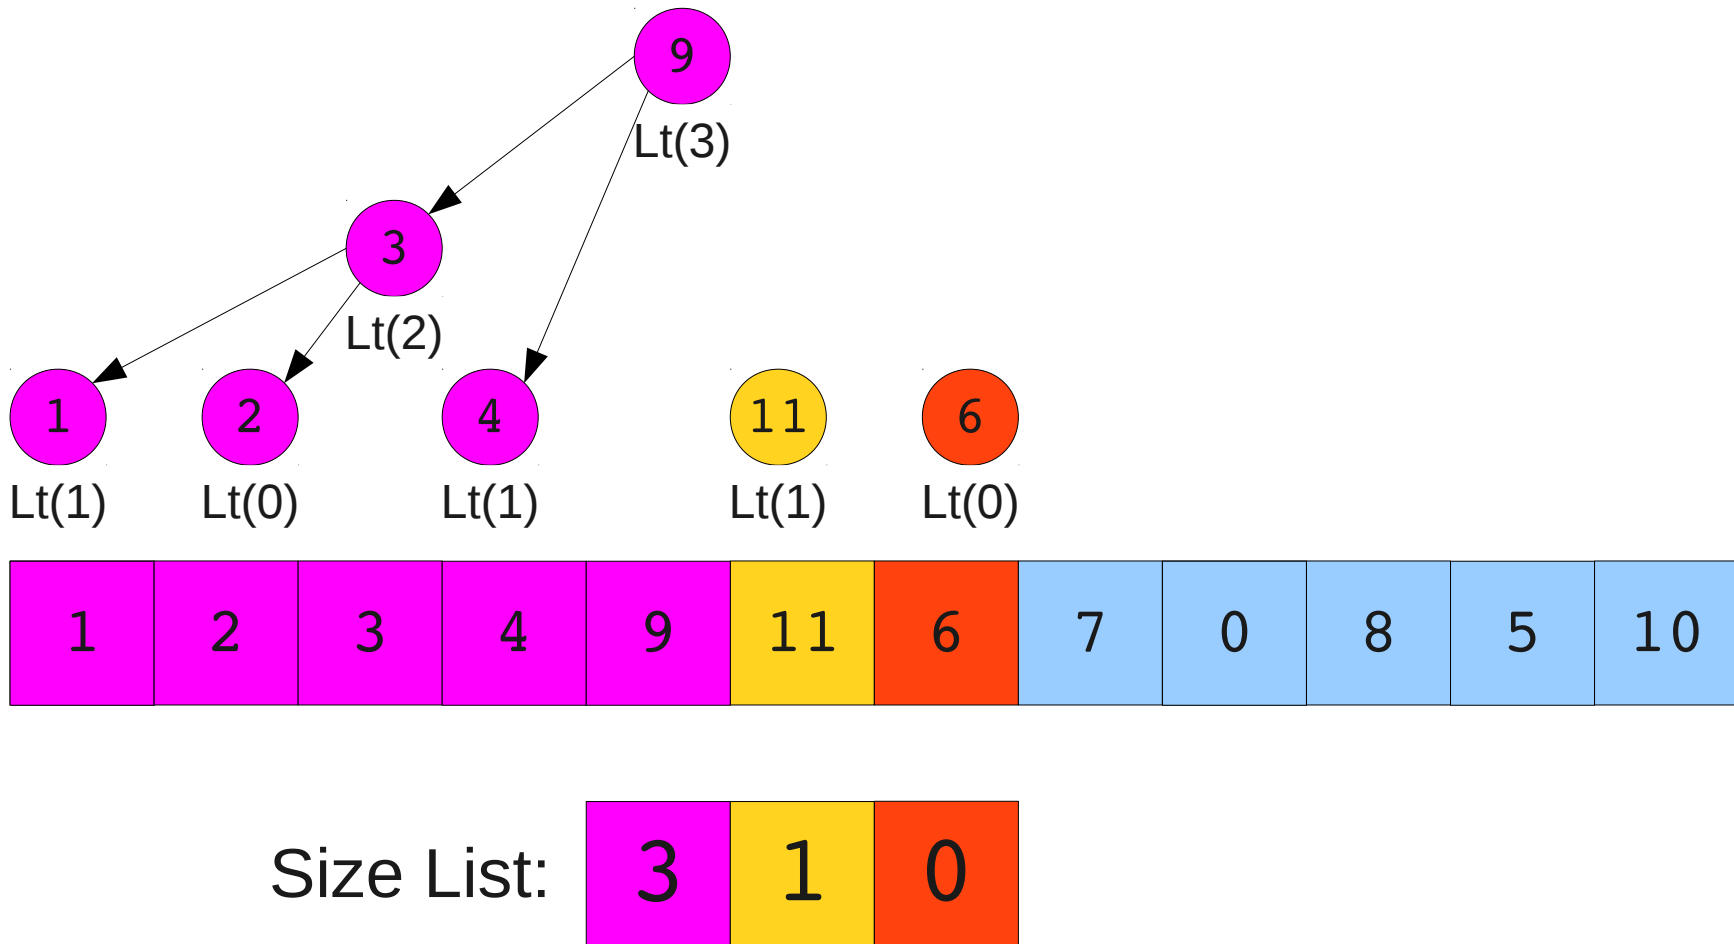 9
Lt(3)
3
Lt(2)
1 2 4 11 6
Lt(1) Lt(0) Lt(1) Lt(1) Lt(0)
1 2 3 4 9 11 6 7 0 8 5 10
Size List: 3 1 0